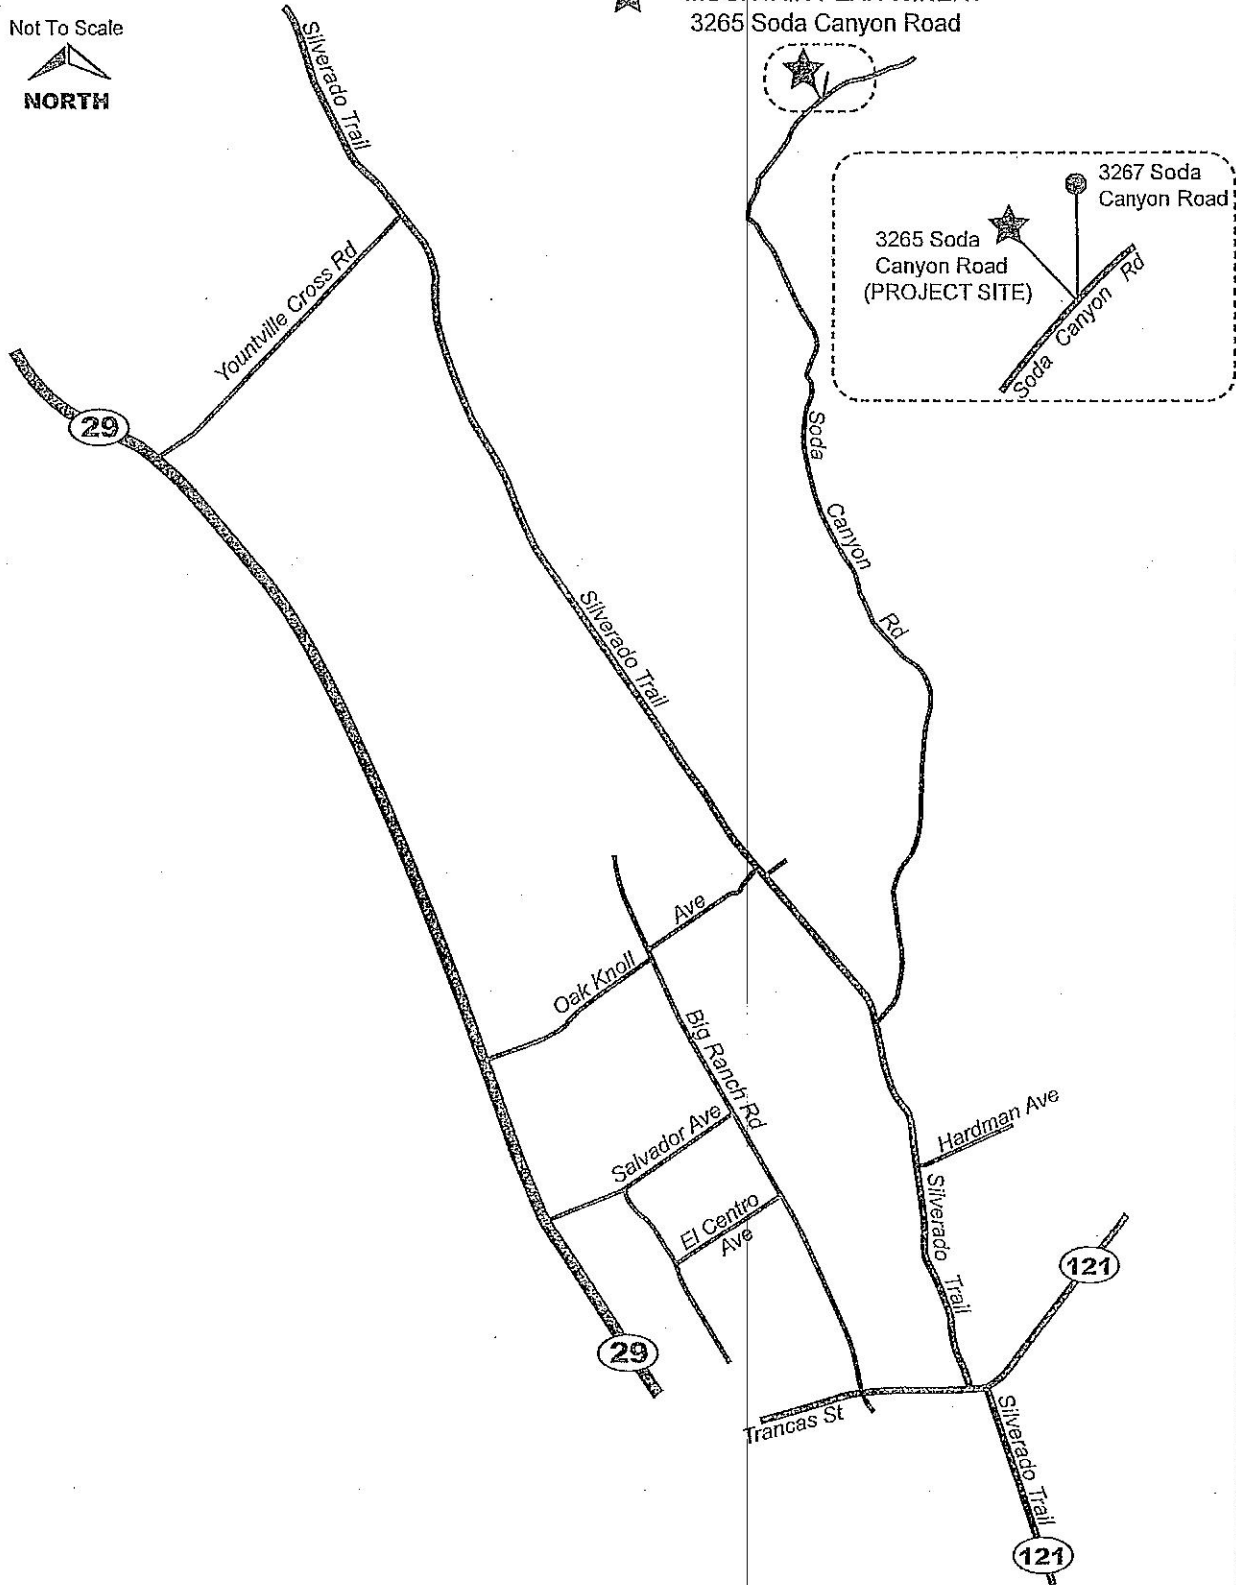 Not To Scale
NORTH
3265 Soda Canyon Road
Silverado Trail
3267 Soda
Canyon Road
3265 Soda
Canyon Road
(PROJECT SITE)
Soda Canyon Rd
Yountville Cross Rd
29
Soda Canyon Rd
Silverado Trail
Oak Knoll Ave
Big Ranch Rd
Salvador Ave
Hardman Ave
El Centro
Ave
Silverado Trail
121
29
Trancas St
Silverado Trail
121